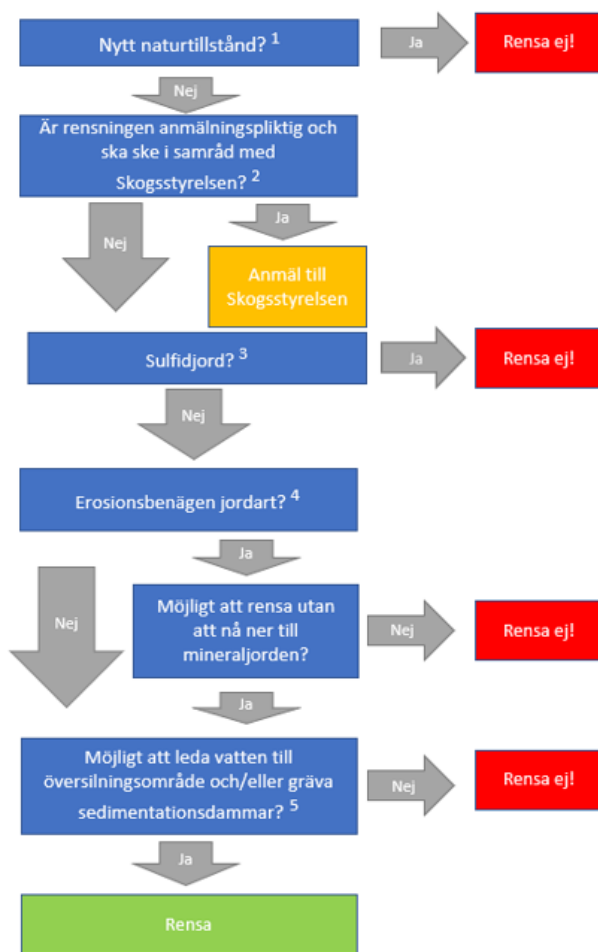 Nytt naturtillstånd? 1
Ja
Rensa ej!
Nej
Är rensningen anmälningspliktig och
ska ske i samråd med
Skogsstyrelsen? 2
Nej
Ja
Anmäl till
Skogsstyrelsen
Sulfidjord? 3
Ja
Rensa ej!
Nej
Erosionsbenägen jordart? 4
Ja
Nej
Möjligt att rensa utan
att nå ner till
mineraljorden?
Nej
Rensa ej!
Ja
Möjligt att leda vatten till
översilningsområde och/eller gräva
sedimentationsdammar? 5
Nej
Rensa ej!
Ja
Rensa